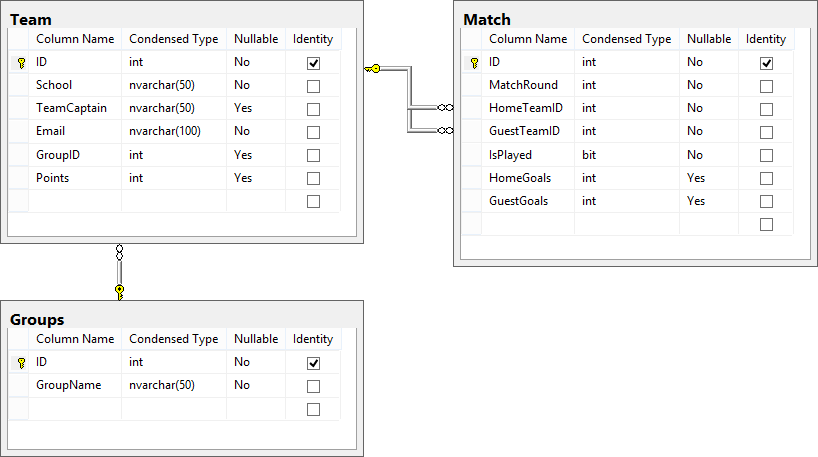 Team
Column Name Condensed Type Nullable Identity
ID int No
School nvarchar(50) No
TeamCaptain nvarchar(50) Yes
Email nvarchar(100) No
GroupID int Yes
Points int Yes
Match
Column Name Condensed Type Nullable Identity
ID int No
MatchRound int No
HomeTeamID int No
GuestTeamID int No
IsPlayed bit No
HomeGoals int Yes
GuestGoals int Yes
Groups
Column Name Condensed Type Nullable Identity
ID int No
GroupName nvarchar(50) No